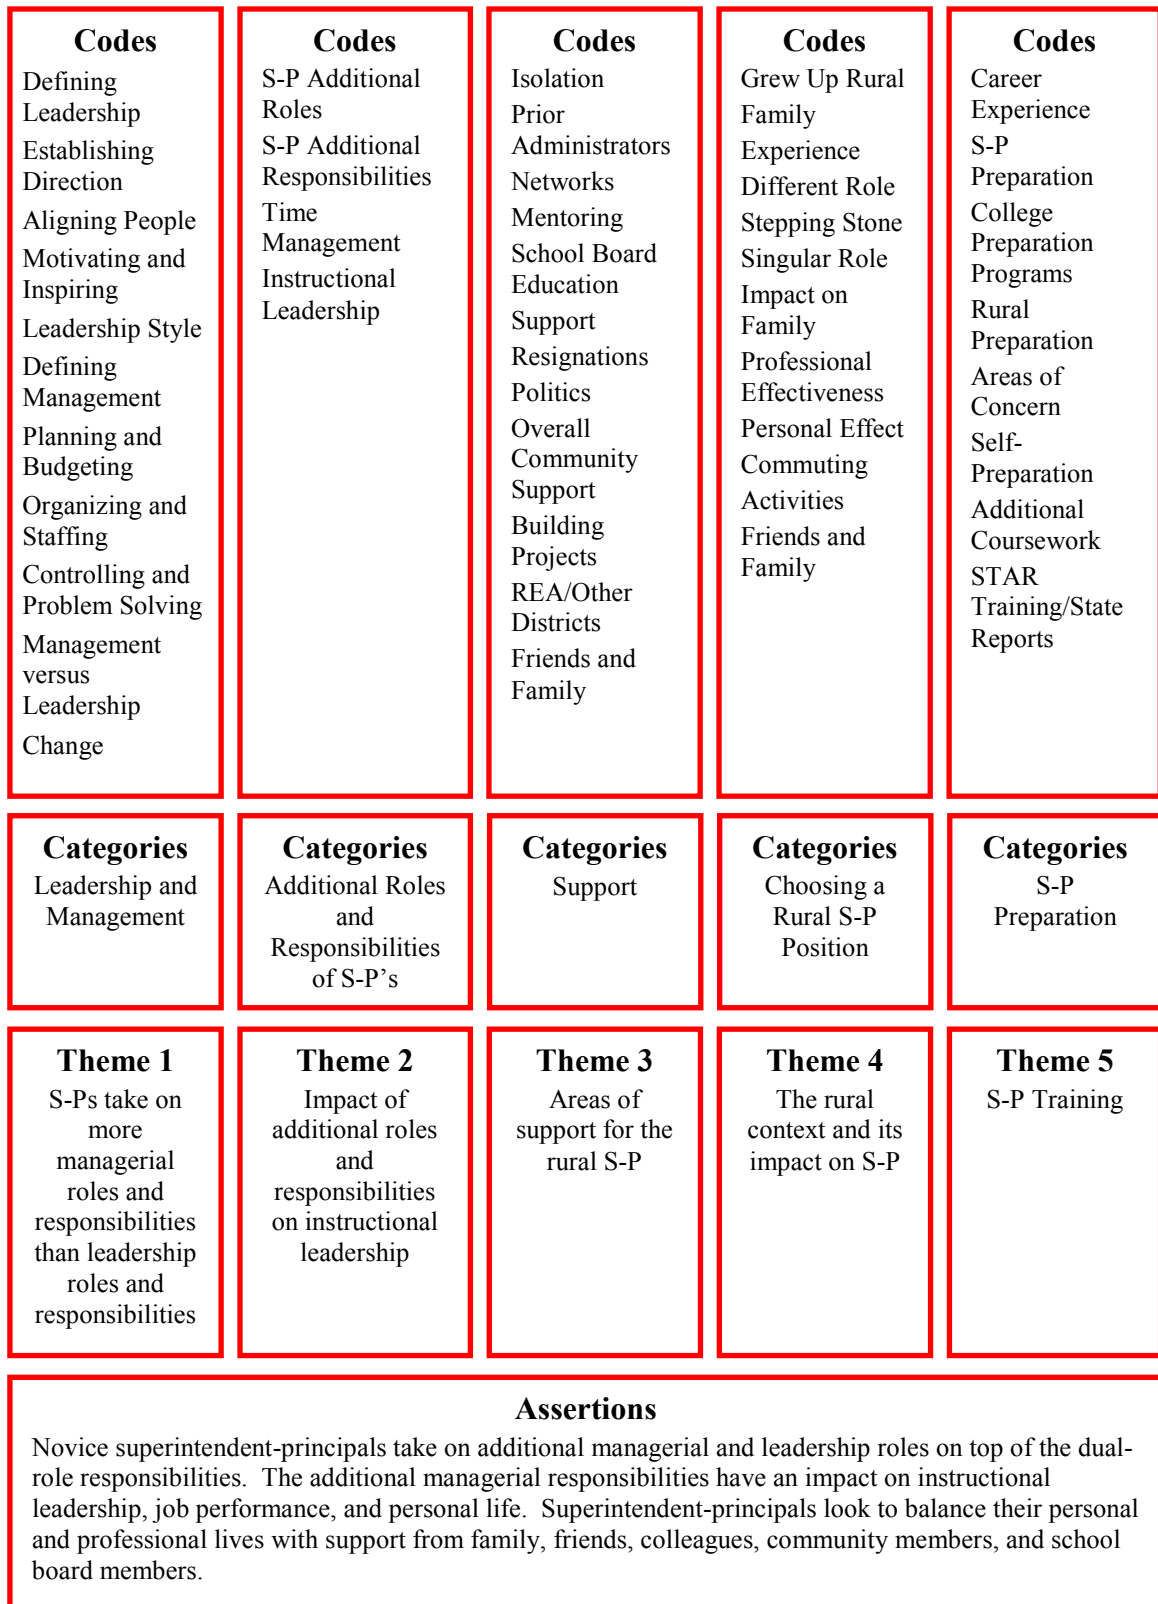 Codes
Defining
Leadership
Establishing
Direction
Aligning People
Motivating and
Inspiring
Leadership Style
Defining
Management
Planning and
Budgeting
Organizing and
Staffing
Controlling and
Problem Solving
Management
versus
Leadership
Change
Codes
S-P Additional
Roles
S-P Additional
Responsibilities
Time
Management
Instructional
Leadership
Codes
Isolation
Prior
Administrators
Networks
Mentoring
School Board
Education
Support
Resignations
Politics
Overall
Community
Support
Building
Projects
REA/Other
Districts
Friends and
Family
Codes
Grew Up Rural
Family
Experience
Different Role
Stepping Stone
Singular Role
Impact on
Family
Professional
Effectiveness
Personal Effect
Commuting
Activities
Friends and
Family
Codes
Career
Experience
S-P
Preparation
College
Preparation
Programs
Rural
Preparation
Areas of
Concern
Self-
Preparation
Additional
Coursework
STAR
Training/State
Reports
Categories
Leadership and
Management
Categories
Additional Roles
and
Responsibilities
of S-P’s
Categories
Support
Categories
Choosing a
Rural S-P
Position
Categories
S-P
Preparation
Theme 1
S-Ps take on
more
managerial
roles and
responsibilities
than leadership
roles and
responsibilities
Theme 2
Impact of
additional roles
and
responsibilities
on instructional
leadership
Theme 3
Areas of
support for the
rural S-P
Theme 4
The rural
context and its
impact on S-P
Theme 5
S-P Training
Assertions
Novice superintendent-principals take on additional managerial and leadership roles on top of the dual-
role responsibilities.  The additional managerial responsibilities have an impact on instructional
leadership, job performance, and personal life.  Superintendent-principals look to balance their personal
and professional lives with support from family, friends, colleagues, community members, and school
board members.